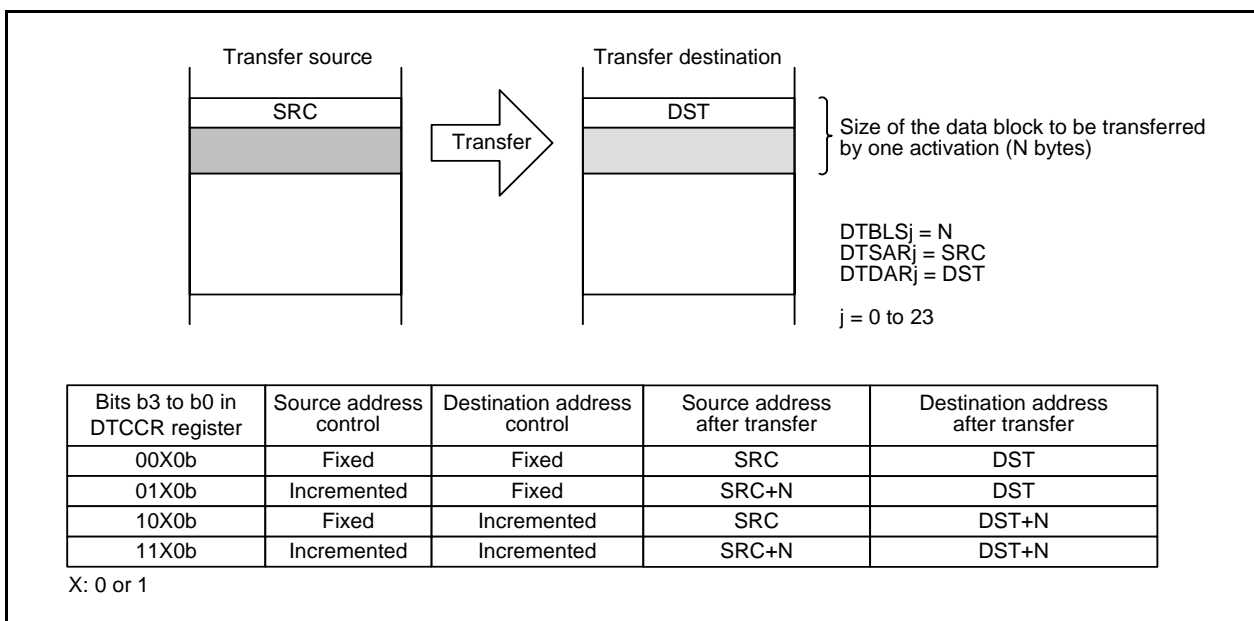 Transfer source
Transfer destination
SRC
DST
Transfer
Size of the data block to be transferred
by one activation (N bytes)
DTBLSj = N
DTSARj = SRC
DTDARj = DST
j = 0 to 23
Bits b3 to b0 in
DTCCR register
Source address
control
Destination address
control
Source address
after transfer
Destination address
after transfer
00X0b Fixed Fixed SRC DST
01X0b Incremented Fixed SRC+N DST
10X0b Fixed Incremented SRC DST+N
11X0b Incremented Incremented SRC+N DST+N
X: 0 or 1